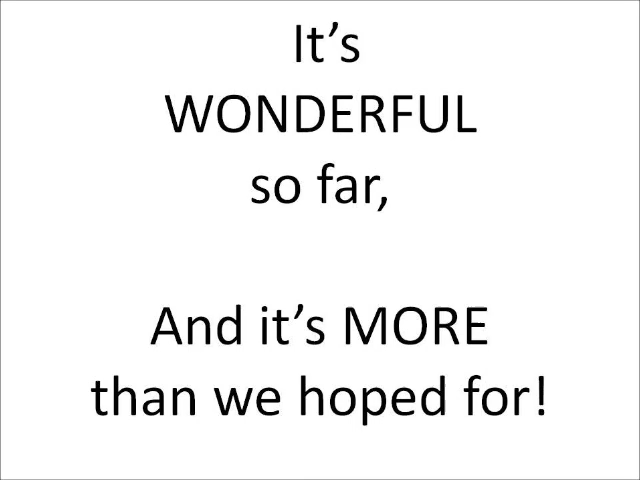 It’s
WONDERFUL
so far,
And it’s MORE
than we hoped for!